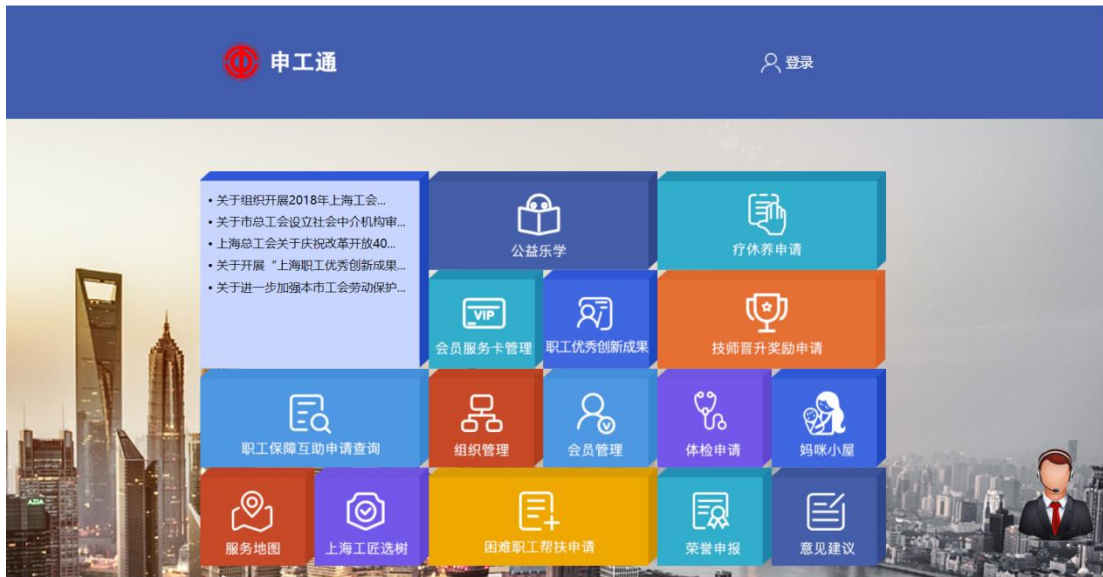 申工通
登录
• 关于组织开展2018年上海工会...
• 关于市总工会设立社会中介机构审...
• 上海总工会关于庆祝改革开放40...
• 关于开展“上海职工优秀创新成果...
• 关于进一步加强本市工会劳动保护...
公益乐学
疗休养申请
VIP
会员服务卡管理
职工优秀创新成果
技师晋升奖励申请
职工保障互助申请查询
组织管理
会员管理
体检申请
妈咪小屋
服务地图
上海工匠选树
困难职工帮扶申请
荣誉申报
意见建议
AZIA